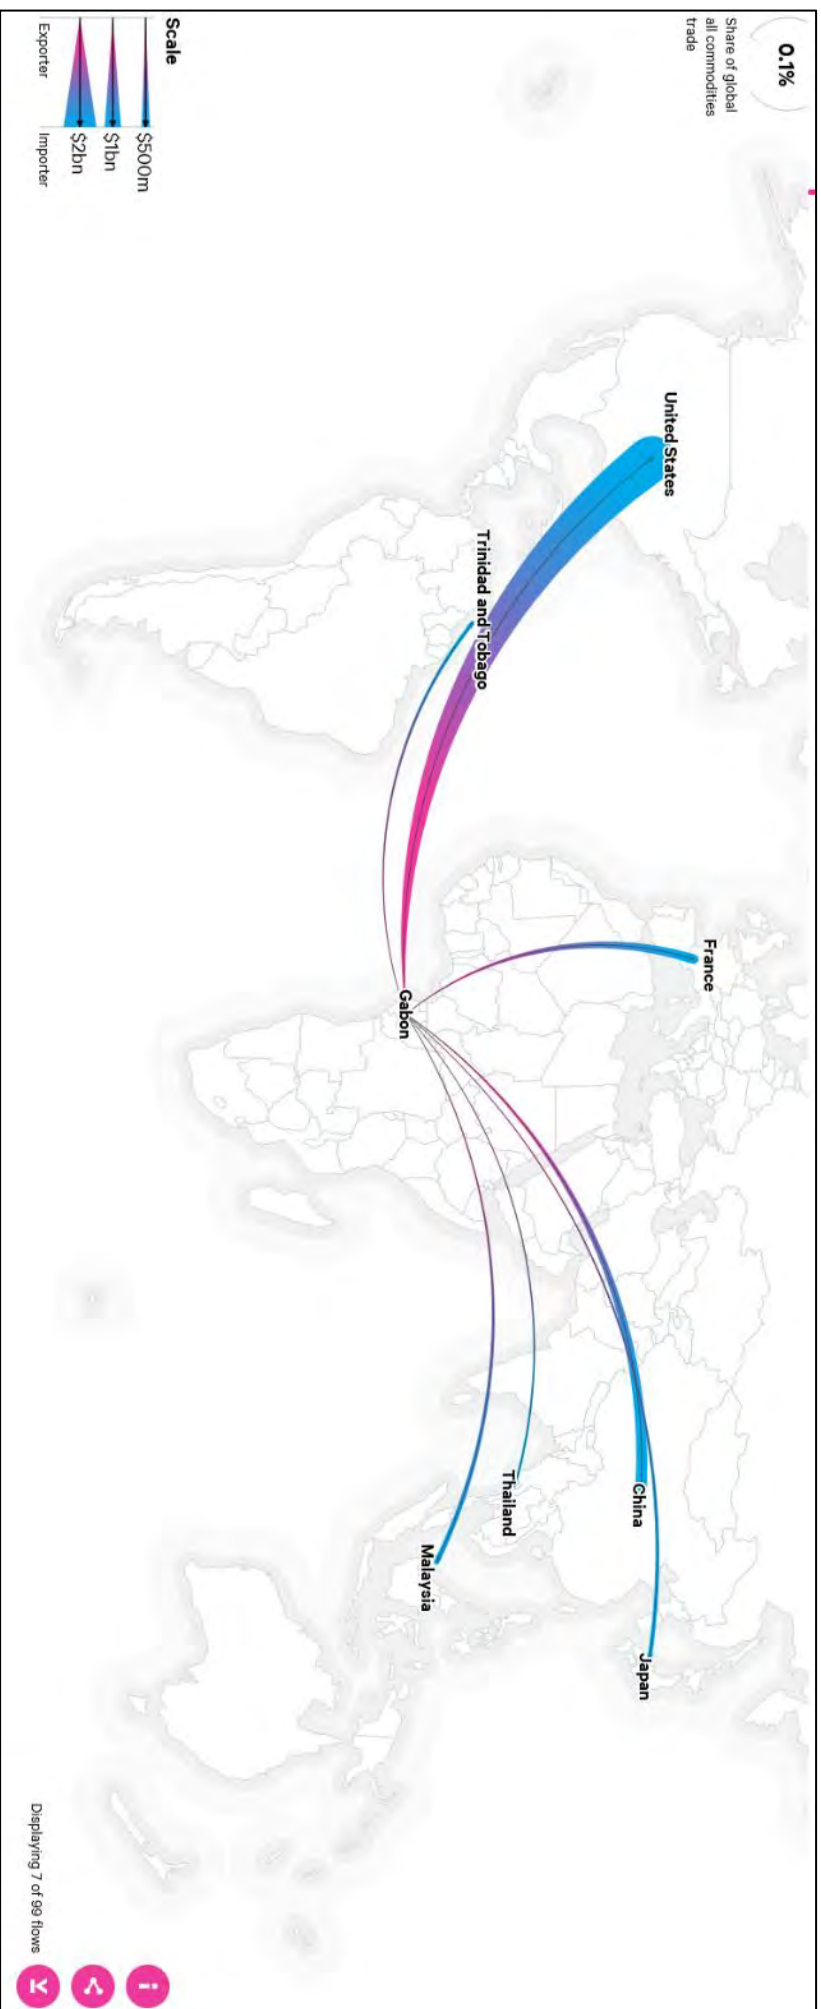 0.1%
Share of global
all commodities
trade
United States
Trinidad and Tobago
France
Gabon
China
Japan
Thailand
Malaysia
Scale
$500m
$1bn
$2bn
Exporter
Importer
Displaying 7 of 99 flows